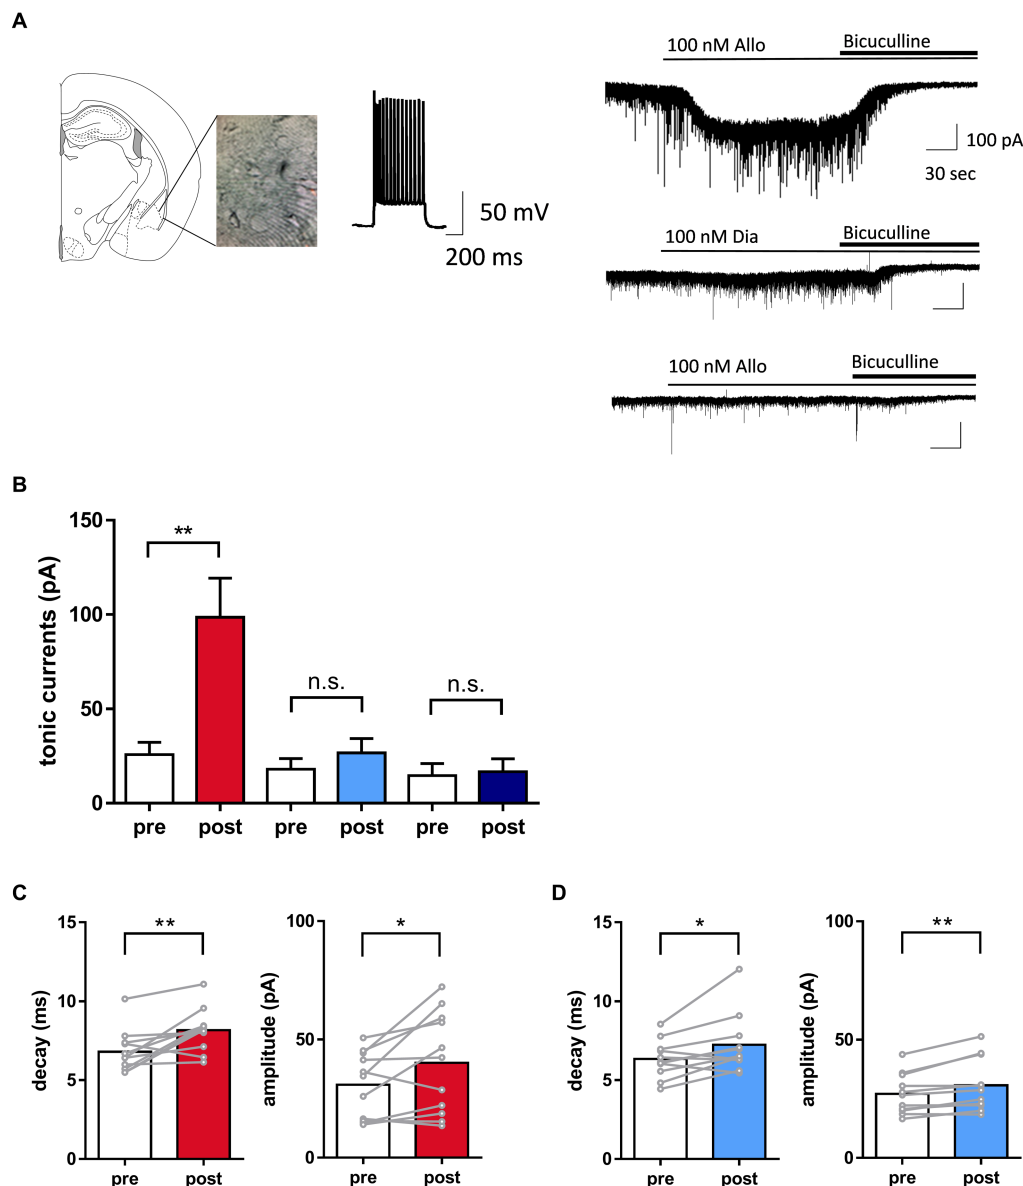 A
100 nM Allo
Bicuculline
100 pA
30 sec
50 mV
200 ms
100 nM Dia
Bicuculline
100 nM Allo
Bicuculline
B
tonic currents (pA)
150
100
50
0
**
n.s.
n.s.
pre
post
pre
post
pre
post
C
decay (ms)
15
10
5
0
**
pre
post
amplitude (pA)
100
50
0
*
pre
post
D
decay (ms)
15
10
5
0
*
pre
post
amplitude (pA)
100
50
0
**
pre
post